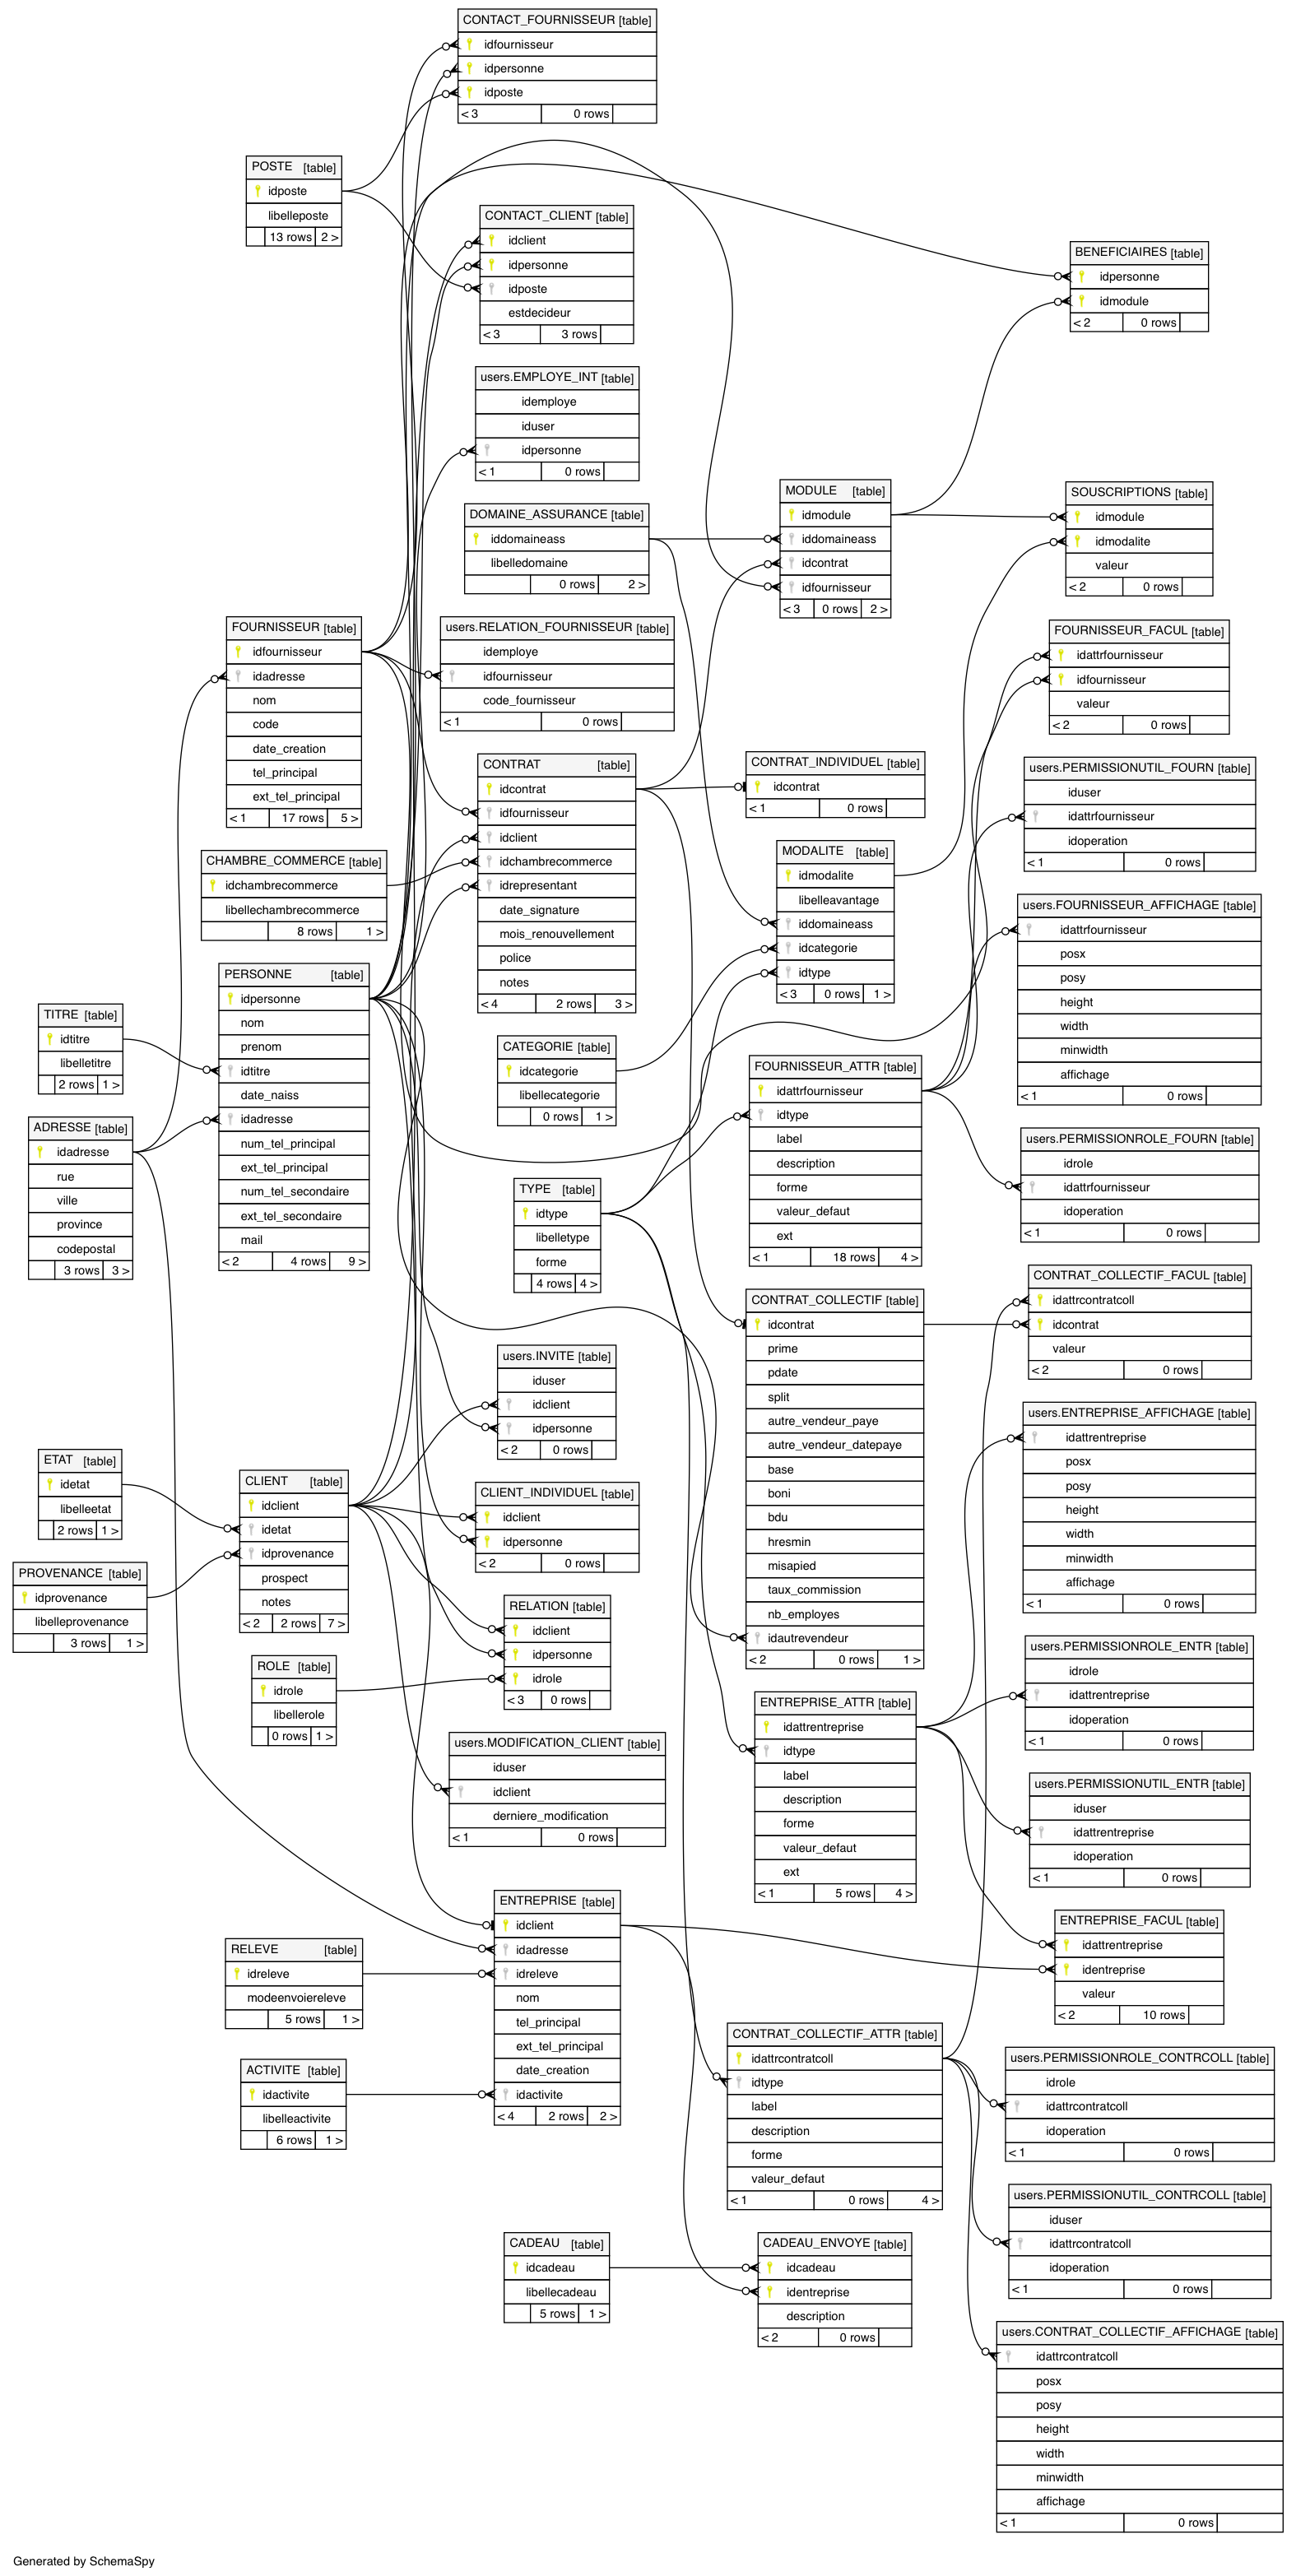 CONTACT_FOURNISSEUR [table]
idfournisseur
idpersonne
idposte
< 3 0 rows
POSTE [table]
idposte
libelleposte
13 rows 2 >
CONTACT_CLIENT [table]
idclient
idpersonne
idposte
estdecideur
< 3 3 rows
BENEFICIAIRES [table]
idpersonne
idmodule
< 2 0 rows
users.EMPLOYE_INT [table]
idemploye
iduser
idpersonne
< 1 0 rows
DOMAINE_ASSURANCE [table]
iddomaineass
libelledomaine
0 rows 2 >
MODULE [table]
idmodule
iddomaineass
idcontrat
idfournisseur
< 3 0 rows 2 >
SOUSCRIPTIONS [table]
idmodule
idmodalite
valeur
< 2 0 rows
FOURNISSEUR [table]
idfournisseur
idadresse
nom
code
date_creation
tel_principal
ext_tel_principal
< 1 17 rows 5 >
users.RELATION_FOURNISSEUR [table]
idemploye
idfournisseur
code_fournisseur
< 1 0 rows
FOURNISSEUR_FACUL [table]
idattrfournisseur
idfournisseur
valeur
< 2 0 rows
CONTRAT [table]
idcontrat
idfournisseur
idclient
idchambrecommerce
idrepresentant
date_signature
mois_renouvellement
police
notes
< 4 2 rows 3 >
CONTRAT_INDIVIDUEL [table]
idcontrat
< 1 0 rows
users.PERMISSIONUTIL_FOURN [table]
iduser
idattrfournisseur
idoperation
< 1 0 rows
CHAMBRE_COMMERCE [table]
idchambrecommerce
libellechambrecommerce
8 rows 1 >
MODALITE [table]
idmodalite
libelleavantage
iddomaineass
idcategorie
idtype
< 3 0 rows 1 >
users.FOURNISSEUR_AFFICHAGE [table]
idattrfournisseur
posx
posy
height
width
minwidth
affichage
< 1 0 rows
PERSONNE [table]
idpersonne
nom
prenom
idtitre
date_naiss
idadresse
num_tel_principal
ext_tel_principal
num_tel_secondaire
ext_tel_secondaire
mail
< 2 4 rows 9 >
TITRE [table]
idtitre
libelletitre
2 rows 1 >
ADRESSE [table]
idadresse
rue
ville
province
codepostal
3 rows 3 >
CATEGORIE [table]
idcategorie
libellecategorie
0 rows 1 >
FOURNISSEUR_ATTR [table]
idattrfournisseur
idtype
label
description
forme
valeur_defaut
ext
< 1 18 rows 4 >
users.PERMISSIONROLE_FOURN [table]
idrole
idattrfournisseur
idoperation
< 1 0 rows
TYPE [table]
idtype
libelletype
forme
4 rows 4 >
CONTRAT_COLLECTIF [table]
idcontrat
prime
pdate
split
autre_vendeur_paye
autre_vendeur_datepaye
base
boni
bdu
hresmin
misapied
taux_commission
nb_employes
idautrevendeur
< 2 0 rows 1 >
CONTRAT_COLLECTIF_FACUL [table]
idattrcontratcoll
idcontrat
valeur
< 2 0 rows
users.INVITE [table]
iduser
idclient
idpersonne
< 2 0 rows
users.ENTREPRISE_AFFICHAGE [table]
idattrentreprise
posx
posy
height
width
minwidth
affichage
< 1 0 rows
ETAT [table]
idetat
libelleetat
2 rows 1 >
CLIENT [table]
idclient
idetat
idprovenance
prospect
notes
< 2 2 rows 7 >
CLIENT_INDIVIDUEL [table]
idclient
idpersonne
< 2 0 rows
PROVENANCE [table]
idprovenance
libelleprovenance
3 rows 1 >
RELATION [table]
idclient
idpersonne
idrole
< 3 0 rows
ROLE [table]
idrole
libellerole
0 rows 1 >
users.PERMISSIONROLE_ENTR [table]
idrole
idattrentreprise
idoperation
< 1 0 rows
ENTREPRISE_ATTR [table]
idattrentreprise
idtype
label
description
forme
valeur_defaut
ext
< 1 5 rows 4 >
users.MODIFICATION_CLIENT [table]
iduser
idclient
derniere_modification
< 1 0 rows
users.PERMISSIONUTIL_ENTR [table]
iduser
idattrentreprise
idoperation
< 1 0 rows
ENTREPRISE [table]
idclient
idadresse
idreleve
nom
tel_principal
ext_tel_principal
date_creation
idactivite
< 4 2 rows 2 >
ENTREPRISE_FACUL [table]
idattrentreprise
identreprise
valeur
< 2 10 rows
RELEVE [table]
idreleve
modeenvoiereleve
5 rows 1 >
ACTIVITE [table]
idactivite
libelleactivite
6 rows 1 >
CONTRAT_COLLECTIF_ATTR [table]
idattrcontratcoll
idtype
label
description
forme
valeur_defaut
< 1 0 rows 4 >
users.PERMISSIONROLE_CONTRCOLL [table]
idrole
idattrcontratcoll
idoperation
< 1 0 rows
users.PERMISSIONUTIL_CONTRCOLL [table]
iduser
idattrcontratcoll
idoperation
< 1 0 rows
CADEAU [table]
idcadeau
libellecadeau
5 rows 1 >
CADEAU_ENVOYE [table]
idcadeau
identreprise
description
< 2 0 rows
users.CONTRAT_COLLECTIF_AFFICHAGE [table]
idattrcontratcoll
posx
posy
height
width
minwidth
affichage
< 1 0 rows
Generated by SchemaSpy